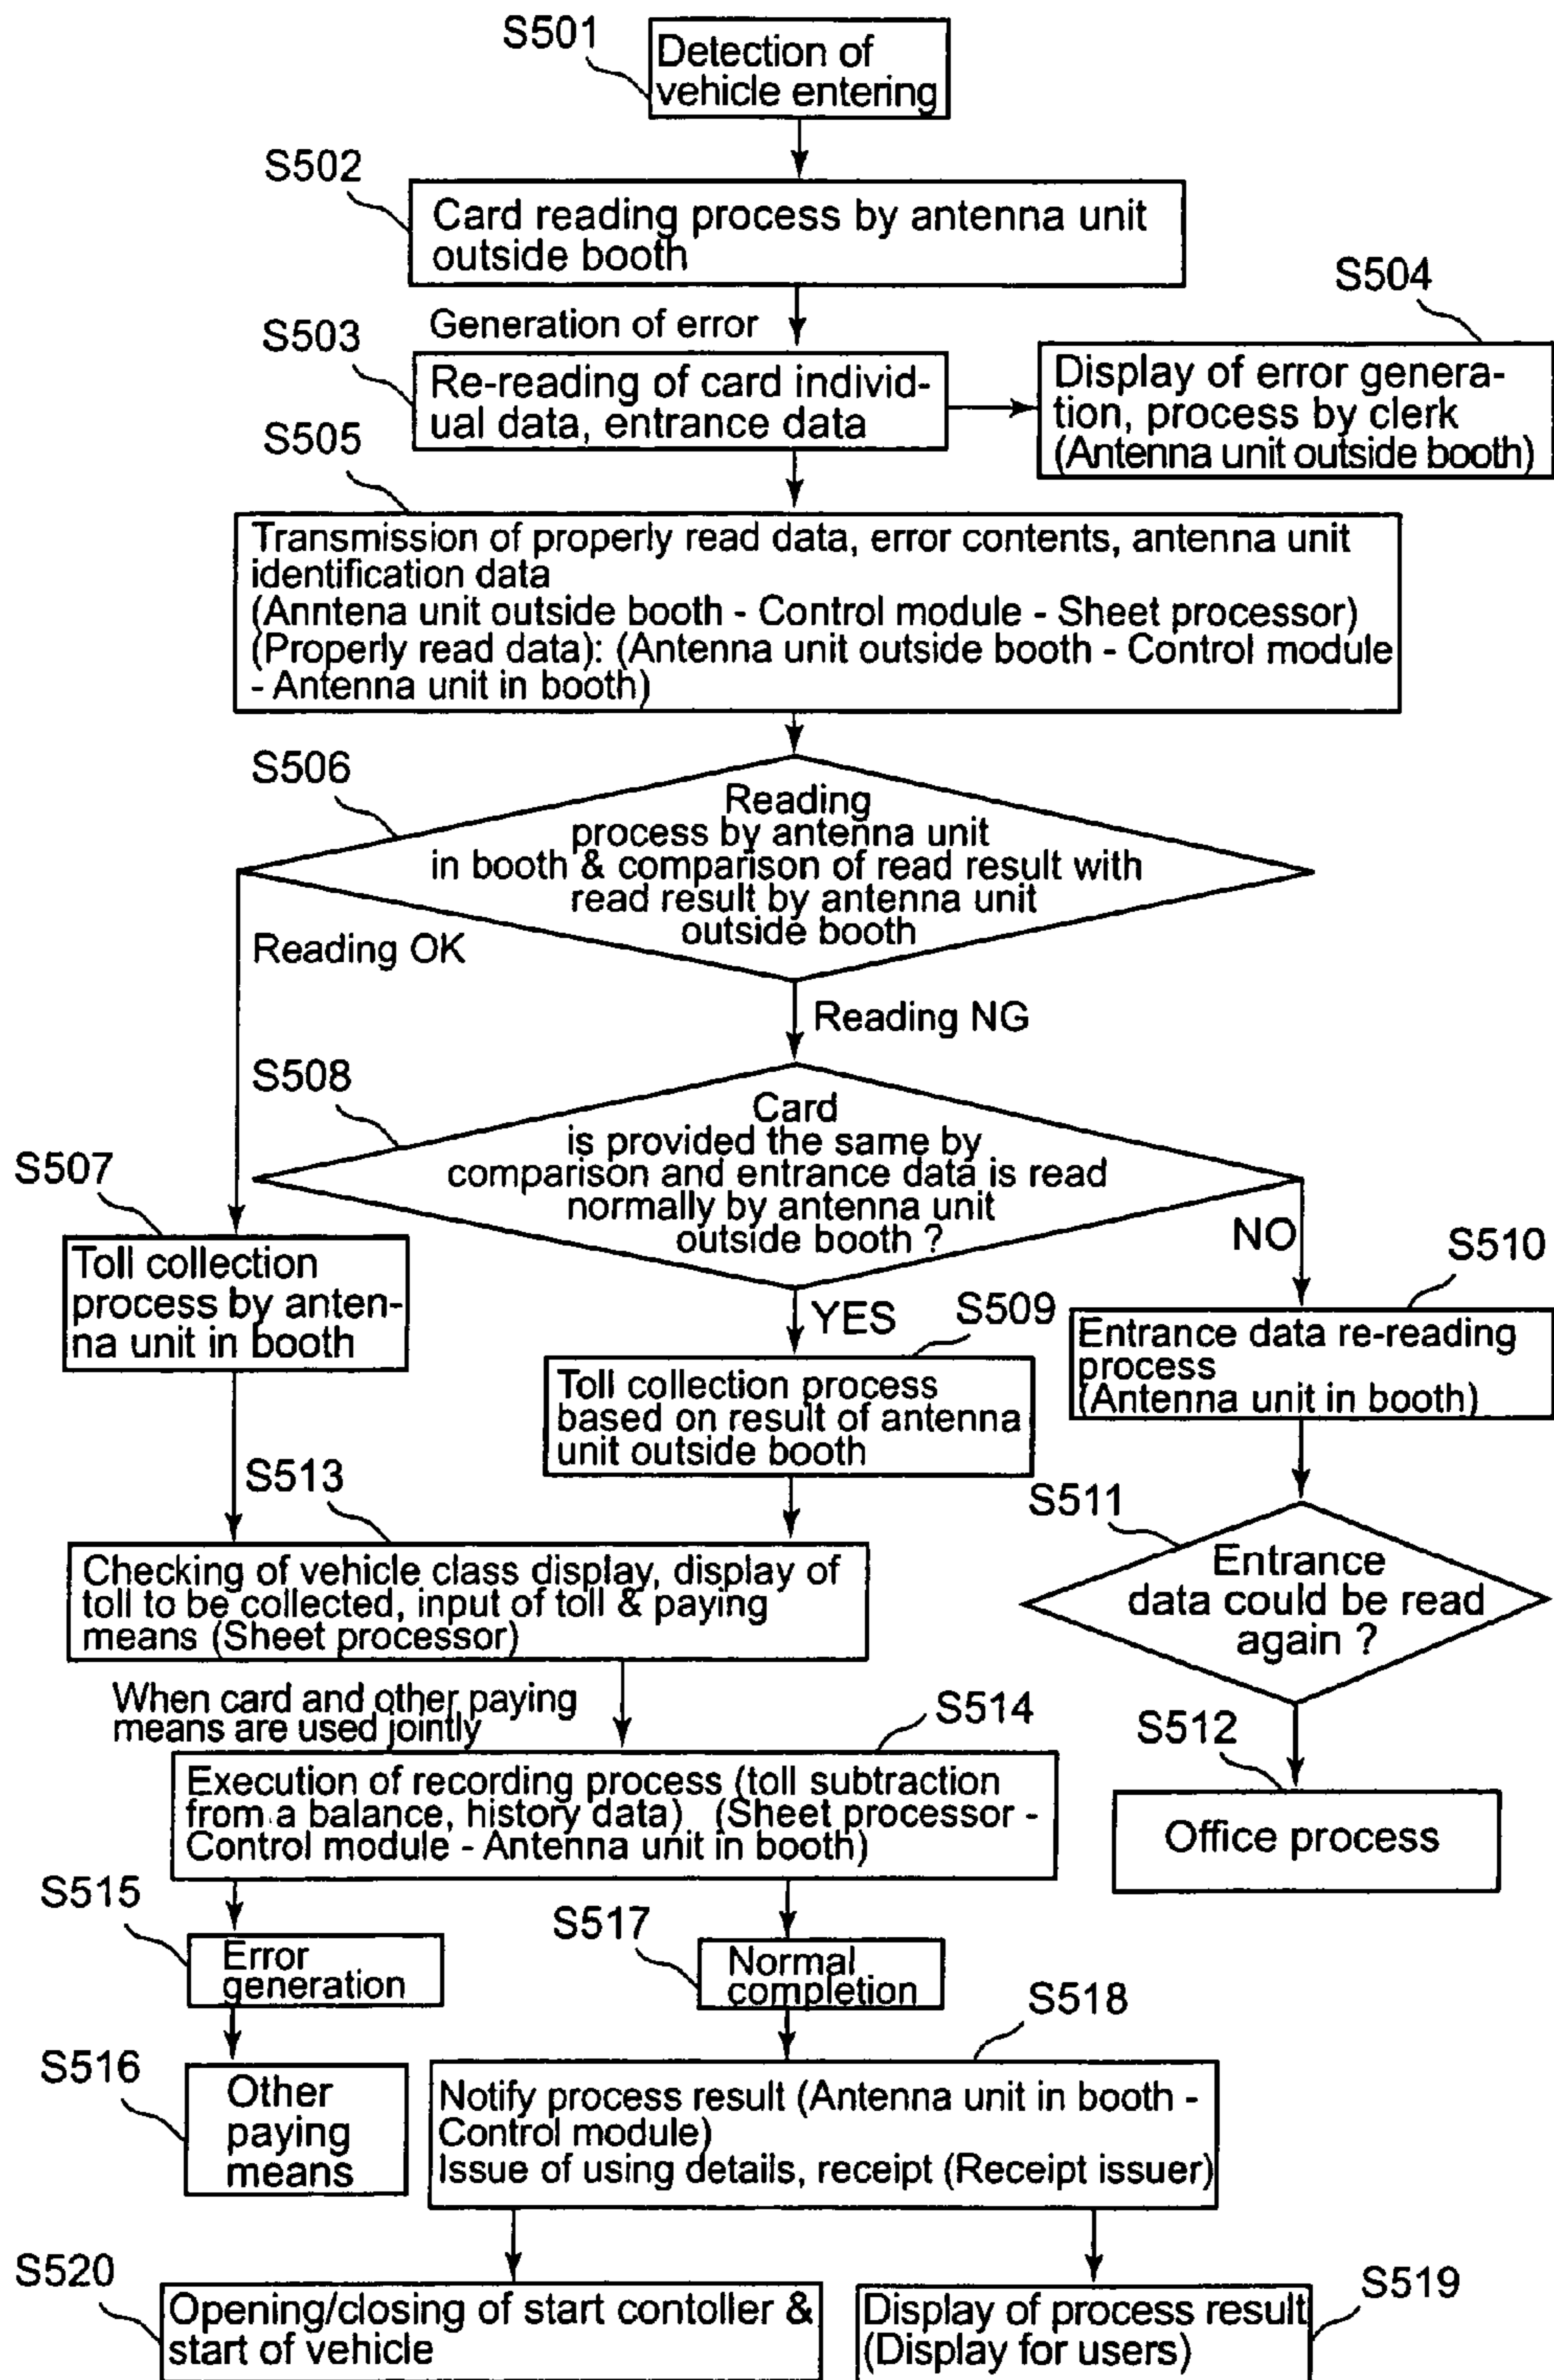 S501
Detection of
vehicle entering
S502
Card reading process by antenna unit
outside booth
S504
Generation of error
S503
Re-reading of card individ-
ual data, entrance data
Display of error genera-
tion, process by clerk
(Antenna unit outside booth)
S505
Transmission of properly read data, error contents, antenna unit
identification data
(Anntena unit outside booth - Control module - Sheet processor)
(Properly read data): (Antenna unit outside booth - Control module
- Antenna unit in booth)
S506
Reading
process by antenna unit
in booth & comparison of read result with
read result by antenna unit
outside booth
Reading OK
Reading NG
S508
Card
is provided the same by
comparison and entrance data is read
normally by antenna unit
outside booth ?
S507
Toll collection
process by anten-
na unit in booth
NO
YES
S510
Entrance data re-reading
process
(Antenna unit in booth)
S509
Toll collection process
based on result of antenna
unit outside booth
S513
S511
Entrance
data could be read
again ?
Checking of vehicle class display, display of
toll to be collected, input of toll & paying
means (Sheet processor)
When card and other paying
means are used jointly
S514
S512
Office process
Execution of recording process (toll subtraction
from a balance, history data) (Sheet processor -
Control module - Antenna unit in booth)
S515
Error
generation
S517
Normal
completion
S518
S516
Other
paying
means
Notify process result (Antenna unit in booth -
Control module)
Issue of using details, receipt (Receipt issuer)
S520
Opening/closing of start contoller &
start of vehicle
S519
Display of process result
(Display for users)